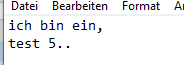 Datei Bearbeiten Format
ich bin ein,
test 5..